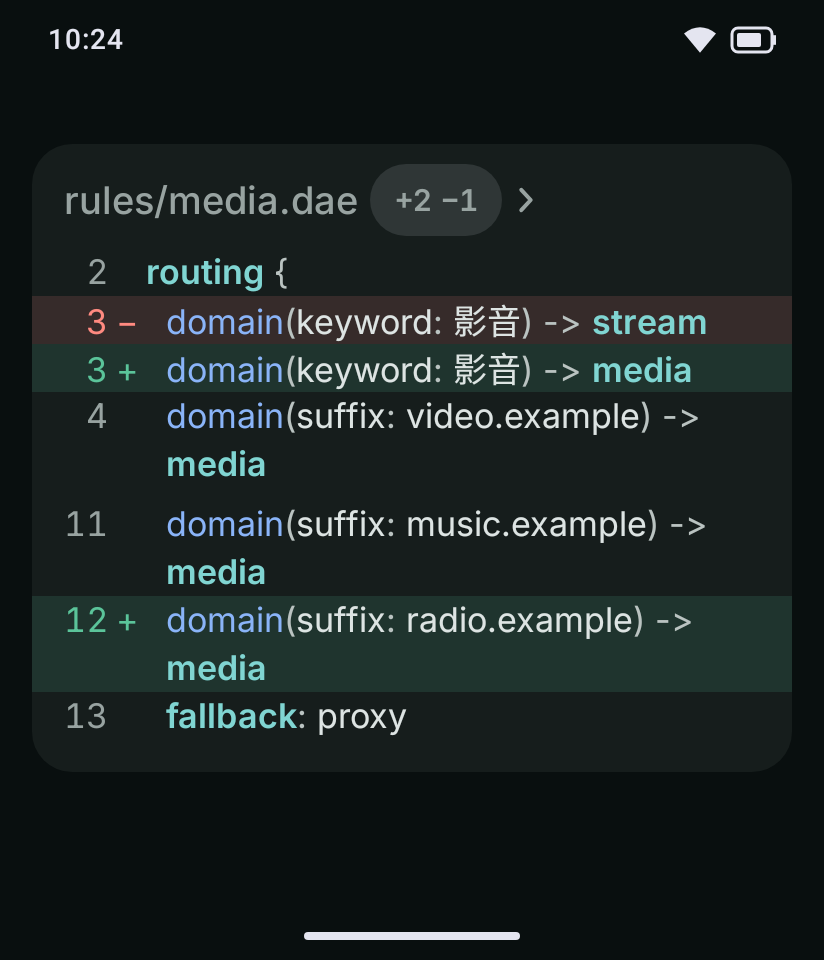 10:24
rules/media.dae +2 −1
2 routing {
3 − domain(keyword: 影音) -> stream
3 + domain(keyword: 影音) -> media
4 domain(suffix: video.example) ->
media
11 domain(suffix: music.example) ->
media
12 + domain(suffix: radio.example) ->
media
13 fallback: proxy